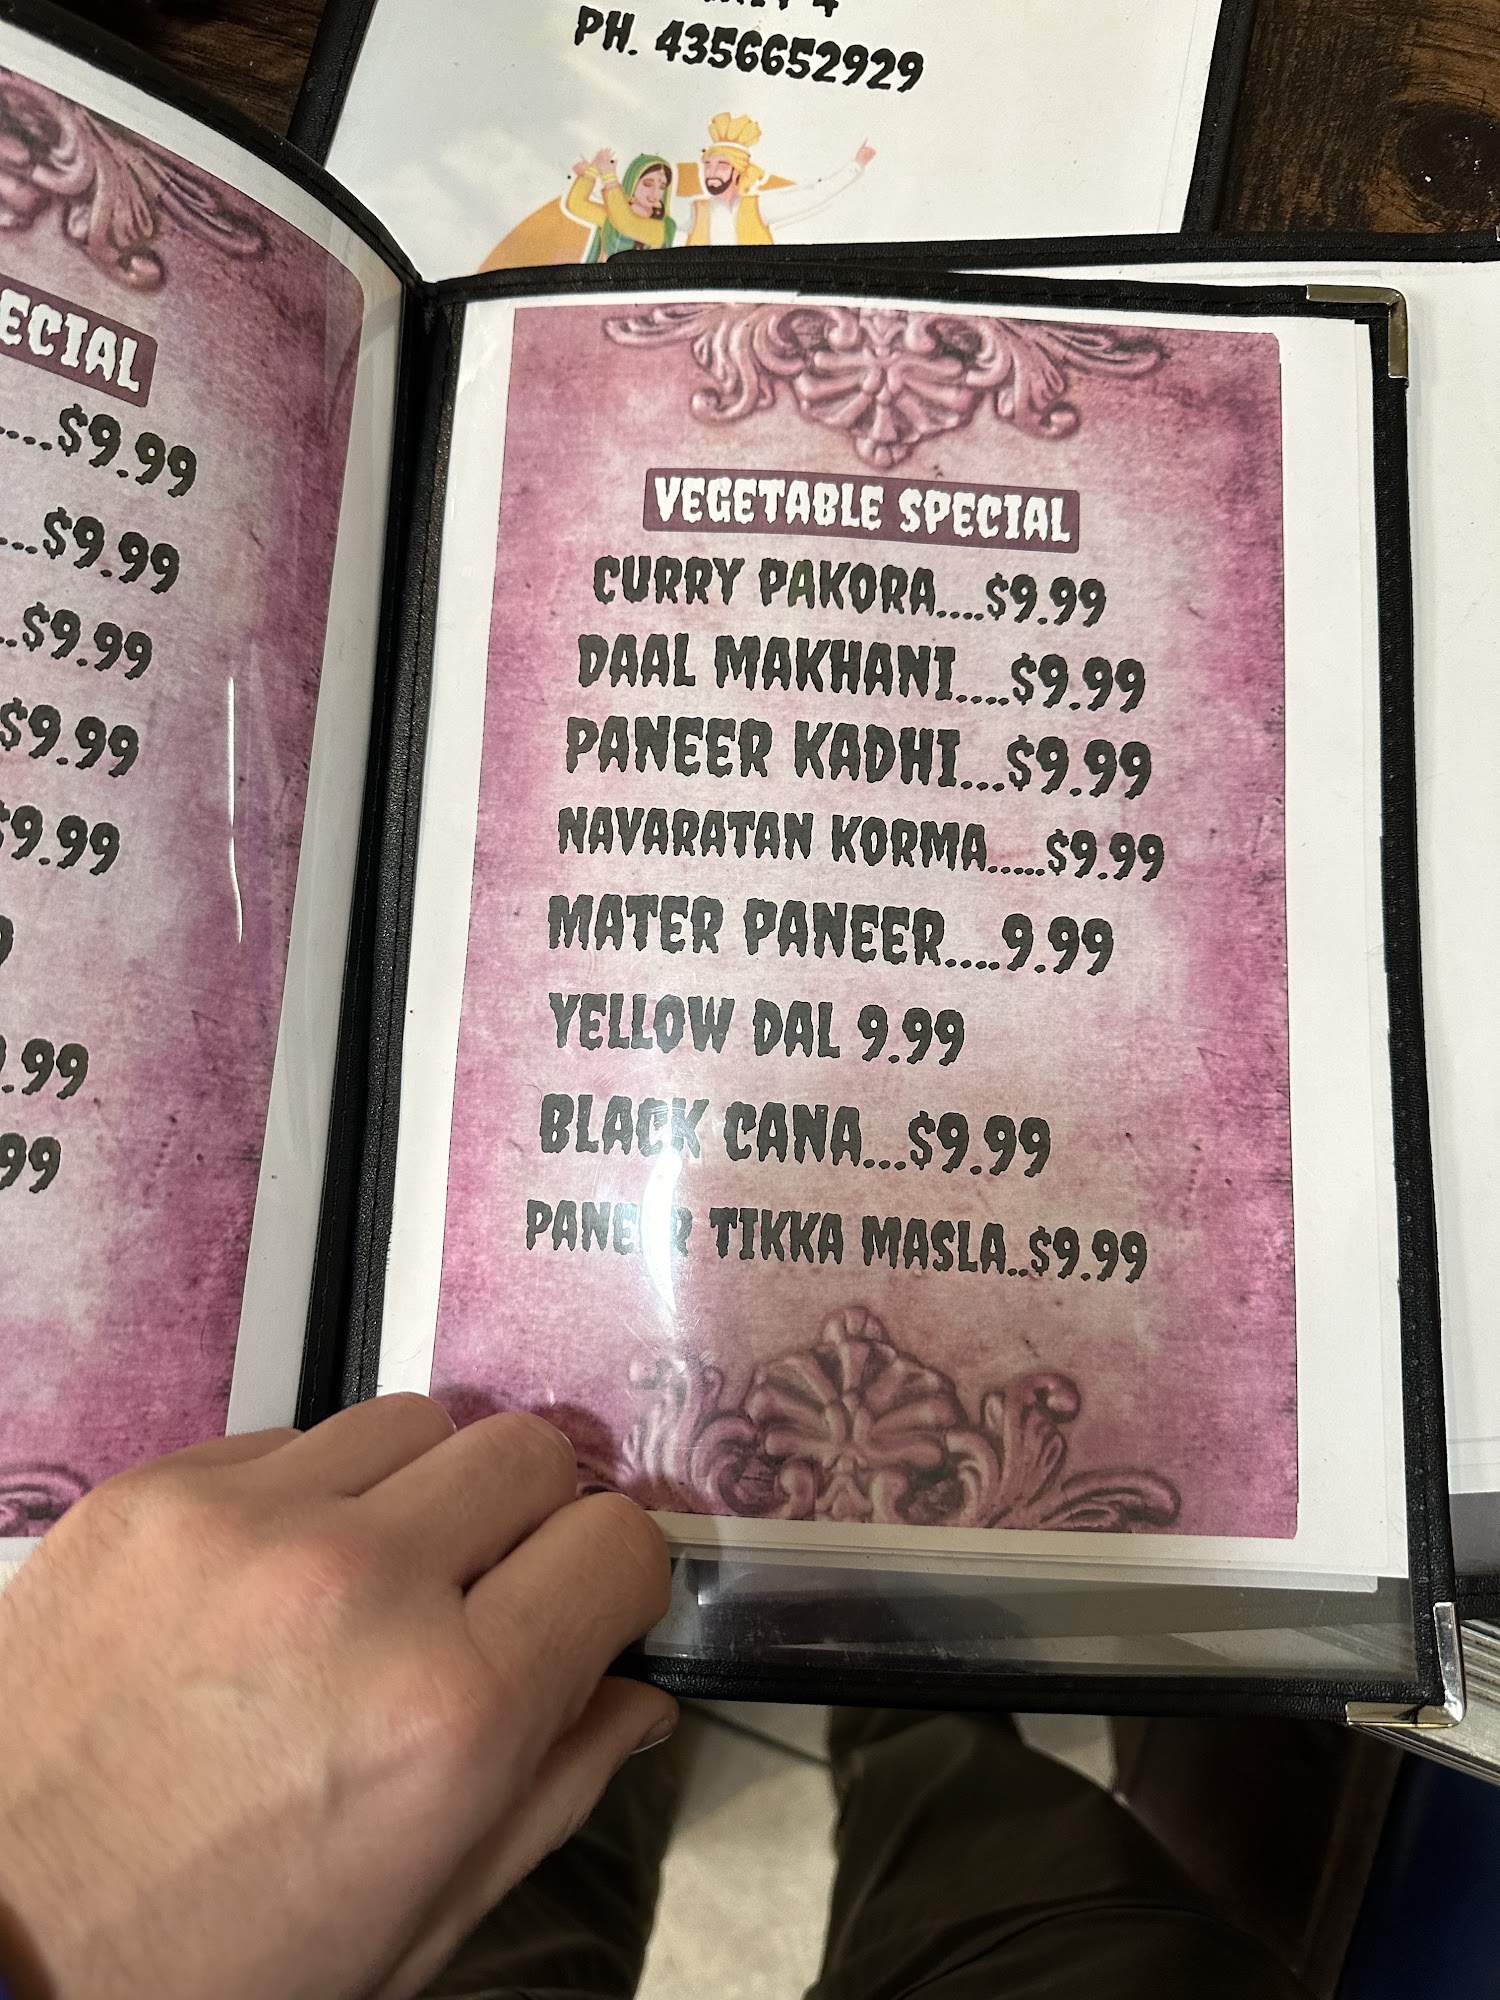 PH. 4356652929
ECIAL
....$9.99
...$9.99
..$9.99
$9.99
$9.99
9.99
99
VEGETABLE SPECIAL
CURRY PAKORA....$9.99
DAAL MAKHANI....$9.99
PANEER KADHI...$9.99
NAVARATAN KORMA.....$9.99
MATER PANEER....9.99
YELLOW DAL 9.99
BLACK CANA...$9.99
PANEER TIKKA MASLA..$9.99